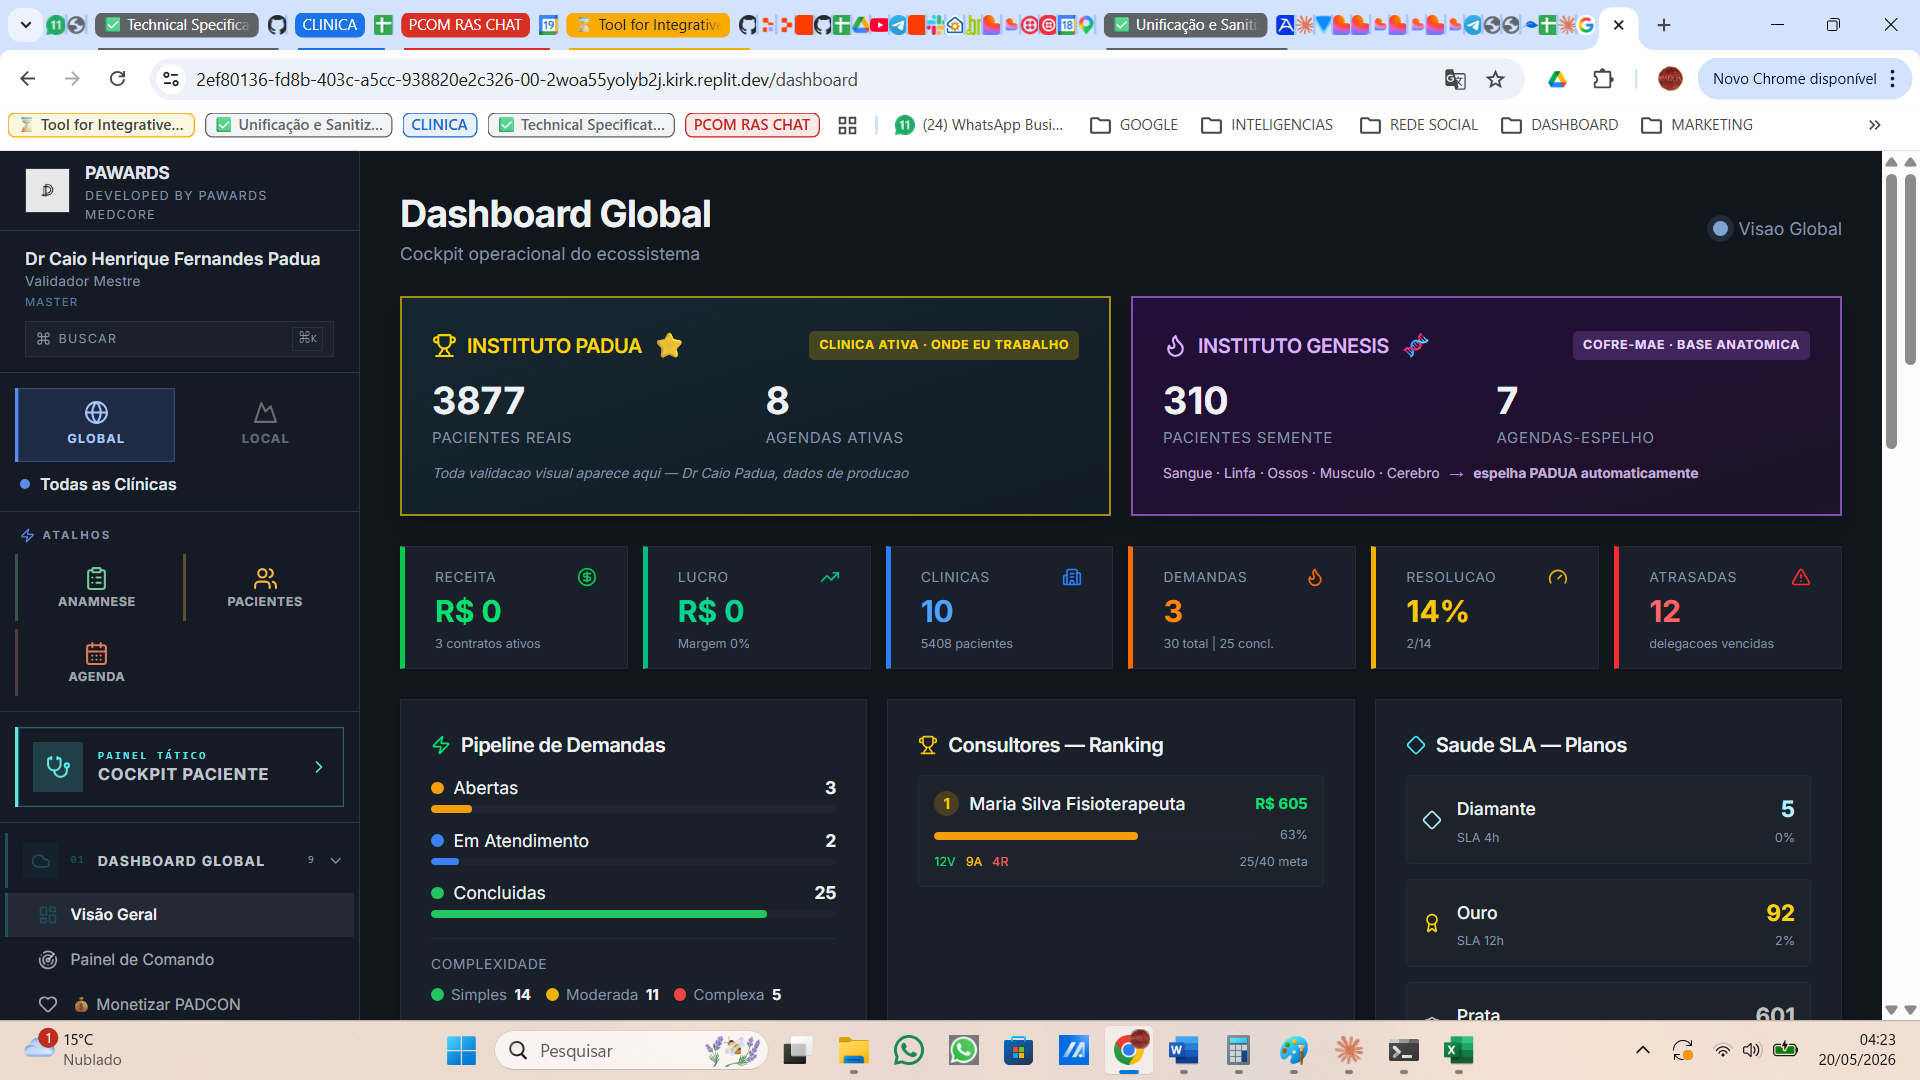 Technical Specifica
CLINICA
PCOM RAS CHAT
19
Tool for Integrative
18
Unificação e Saniti
2ef80136-fd8b-403c-a5cc-938820e2c326-00-2woa55yolyb2j.kirk.replit.dev/dashboard
Novo Chrome disponível
Tool for Integrative...
Unificação e Sanitiz...
CLINICA
Technical Specificat...
PCOM RAS CHAT
11
(24) WhatsApp Busi...
GOOGLE
INTELIGENCIAS
REDE SOCIAL
DASHBOARD
MARKETING
PAWARDS
DEVELOPED BY PAWARDS
MEDCORE
Dr Caio Henrique Fernandes Padua
Validador Mestre
MASTER
⌘ BUSCAR
⌘K
GLOBAL
LOCAL
Todas as Clínicas
ATALHOS
ANAMNESE
PACIENTES
AGENDA
PAINEL TÁTICO
COCKPIT PACIENTE
01 DASHBOARD GLOBAL 9
Visão Geral
Painel de Comando
Monetizar PADCON
Dashboard Global
Cockpit operacional do ecossistema
Visao Global
INSTITUTO PADUA
CLINICA ATIVA · ONDE EU TRABALHO
3877
PACIENTES REAIS
8
AGENDAS ATIVAS
Toda validacao visual aparece aqui — Dr Caio Padua, dados de producao
INSTITUTO GENESIS
COFRE-MAE · BASE ANATOMICA
310
PACIENTES SEMENTE
7
AGENDAS-ESPELHO
Sangue · Linfa · Ossos · Musculo · Cerebro → espelha PADUA automaticamente
RECEITA
R$ 0
3 contratos ativos
LUCRO
R$ 0
Margem 0%
CLINICAS
10
5408 pacientes
DEMANDAS
3
30 total | 25 concl.
RESOLUCAO
14%
2/14
ATRASADAS
12
delegacoes vencidas
Pipeline de Demandas
Abertas 3
Em Atendimento 2
Concluidas 25
COMPLEXIDADE
Simples 14 Moderada 11 Complexa 5
Consultores — Ranking
1 Maria Silva Fisioterapeuta R$ 605
63%
12V 9A 4R 25/40 meta
Saude SLA — Planos
Diamante 5
SLA 4h 0%
Ouro 92
SLA 12h 2%
Prata 601
1
15°C
Nublado
Pesquisar
04:23
20/05/2026